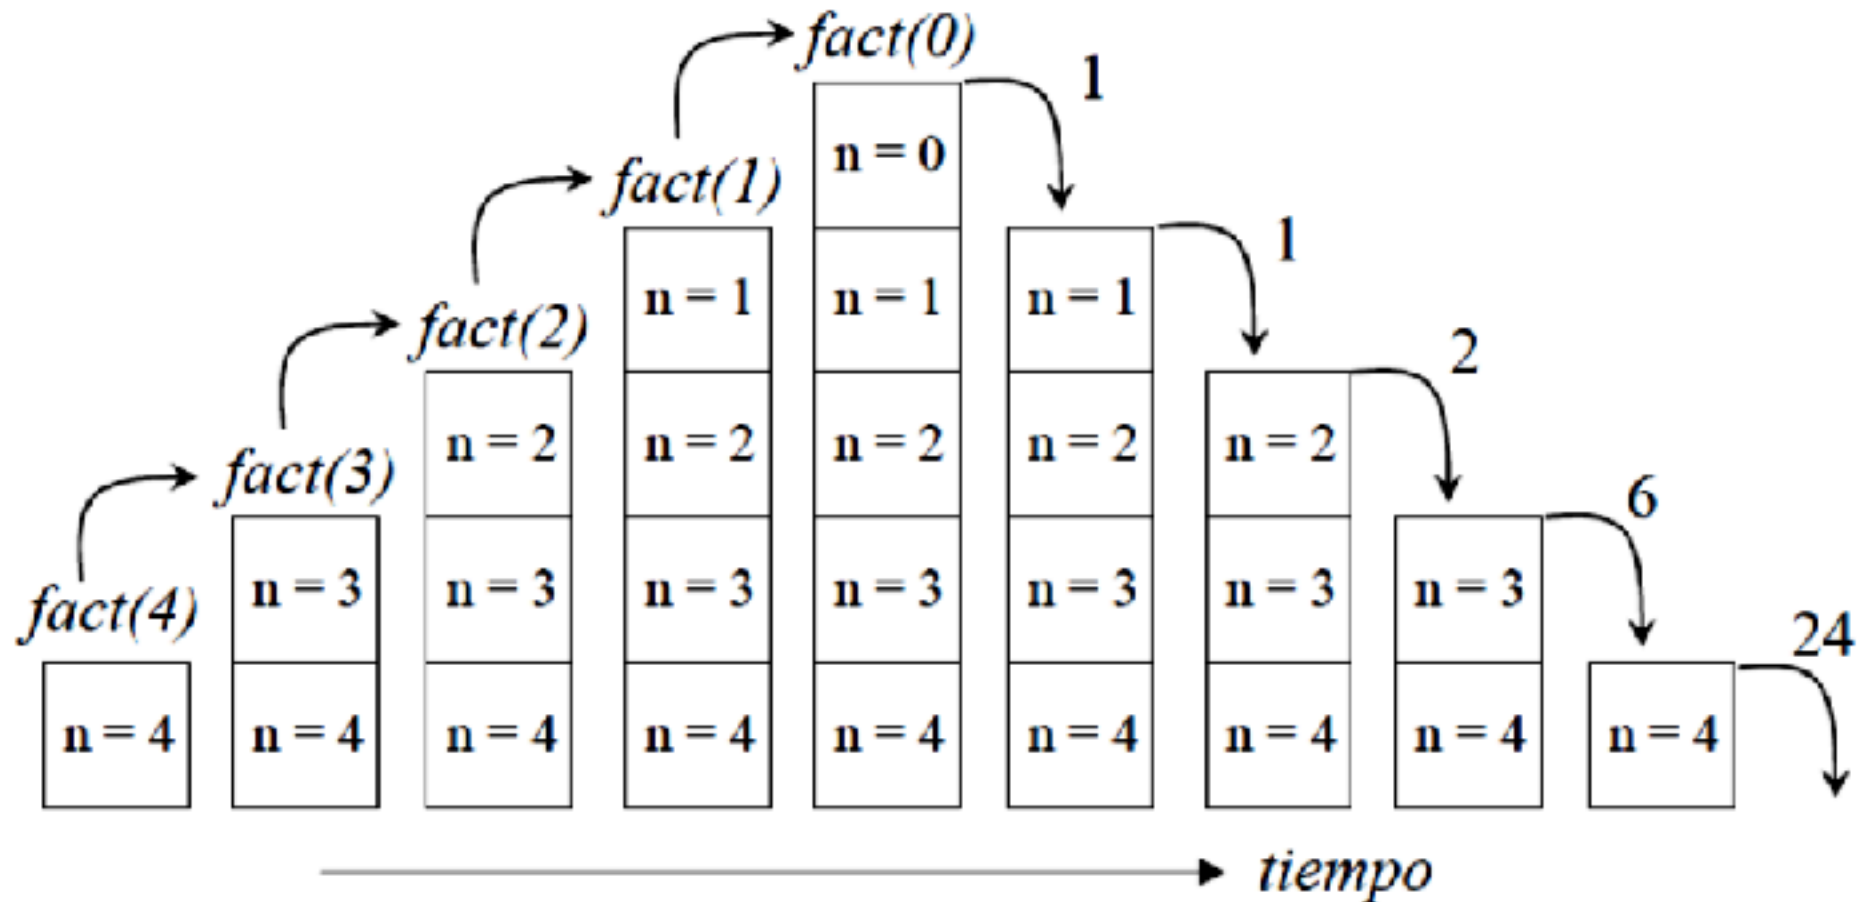 fact(0)
1
n = 0
fact(1)
1
n = 1 n = 1 n = 1
fact(2)
2
n = 2 n = 2 n = 2 n = 2 n = 2
fact(3)
6
n = 3 n = 3 n = 3 n = 3 n = 3 n = 3 n = 3
fact(4)
24
n = 4 n = 4 n = 4 n = 4 n = 4 n = 4 n = 4 n = 4 n = 4
tiempo